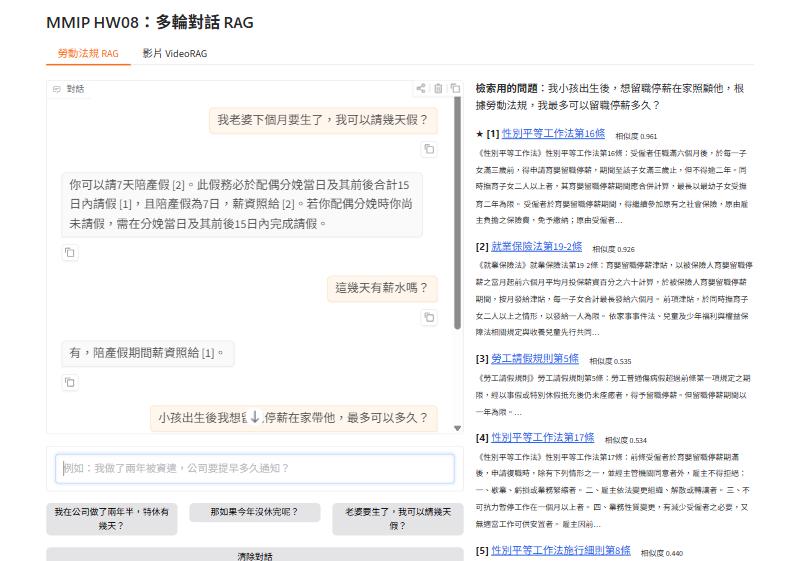 MMIP HW08：多輪對話 RAG
勞動法規 RAG
影片 VideoRAG
對話
我老婆下個月要生了，我可以請幾天假？
你可以請7天陪產假 [2]。此假務必於配偶分娩當日及其前後合計15
日內請假 [1]，且陪產假為7日，薪資照給 [2]。若你配偶分娩時你尚
未請假，需在分娩當日及其前後15日內完成請假。
這幾天有薪水嗎？
有，陪產假期間薪資照給 [1]。
小孩出生後我想 停薪在家帶他，最多可以多久？
例如：我做了兩年被資遣，公司要提早多久通知？
我在公司做了兩年半，特休有
幾天？
那如果今年沒休完呢？
老婆要生了，我可以請幾天
假？
清除對話
檢索用的問題：我小孩出生後，想留職停薪在家照顧他，根
據勞動法規，我最多可以留職停薪多久？
★ [1] 性別平等工作法第16條 相似度 0.961
《性別平等工作法》性別平等工作法第16條：受僱者任職滿六個月後，於每一子
女滿三歲前，得申請育嬰留職停薪，期間至該子女滿三歲止，但不得逾二年。同
時撫育子女二人以上者，其育嬰留職停薪期間應合併計算，最長以最幼子女受撫
育二年為限。 受僱者於育嬰留職停薪期間，得繼續參加原有之社會保險，原由雇
主負擔之保險費，免予繳納；原由受僱者…
[2] 就業保險法第19-2條 相似度 0.926
《就業保險法》就業保險法第19-2條：育嬰留職停薪津貼，以被保險人育嬰留職停
薪之當月起前六個月平均月投保薪資百分之六十計算，於被保險人育嬰留職停薪
期間，按月發給津貼，每一子女合計最長發給六個月。 前項津貼，於同時撫育子
女二人以上之情形，以發給一人為限。 依家事事件法、兒童及少年福利與權益保
障法相關規定與收養兒童先行共同…
[3] 勞工請假規則第5條 相似度 0.535
《勞工請假規則》勞工請假規則第5條：勞工普通傷病假超過前條第一項規定之期
限，經以事假或特別休假抵充後仍未痊癒者，得予留職停薪。但留職停薪期間以
一年為限。…
[4] 性別平等工作法第17條 相似度 0.534
《性別平等工作法》性別平等工作法第17條：前條受僱者於育嬰留職停薪期滿
後，申請復職時，除有下列情形之一，並經主管機關同意者外，雇主不得拒絕：
一、歇業、虧損或業務緊縮者。 二、雇主依法變更組織、解散或轉讓者。 三、不
可抗力暫停工作在一個月以上者。 四、業務性質變更，有減少受僱者之必要，又
無適當工作可供安置者。 雇主因前…
[5] 性別平等工作法施行細則第8條 相似度 0.440